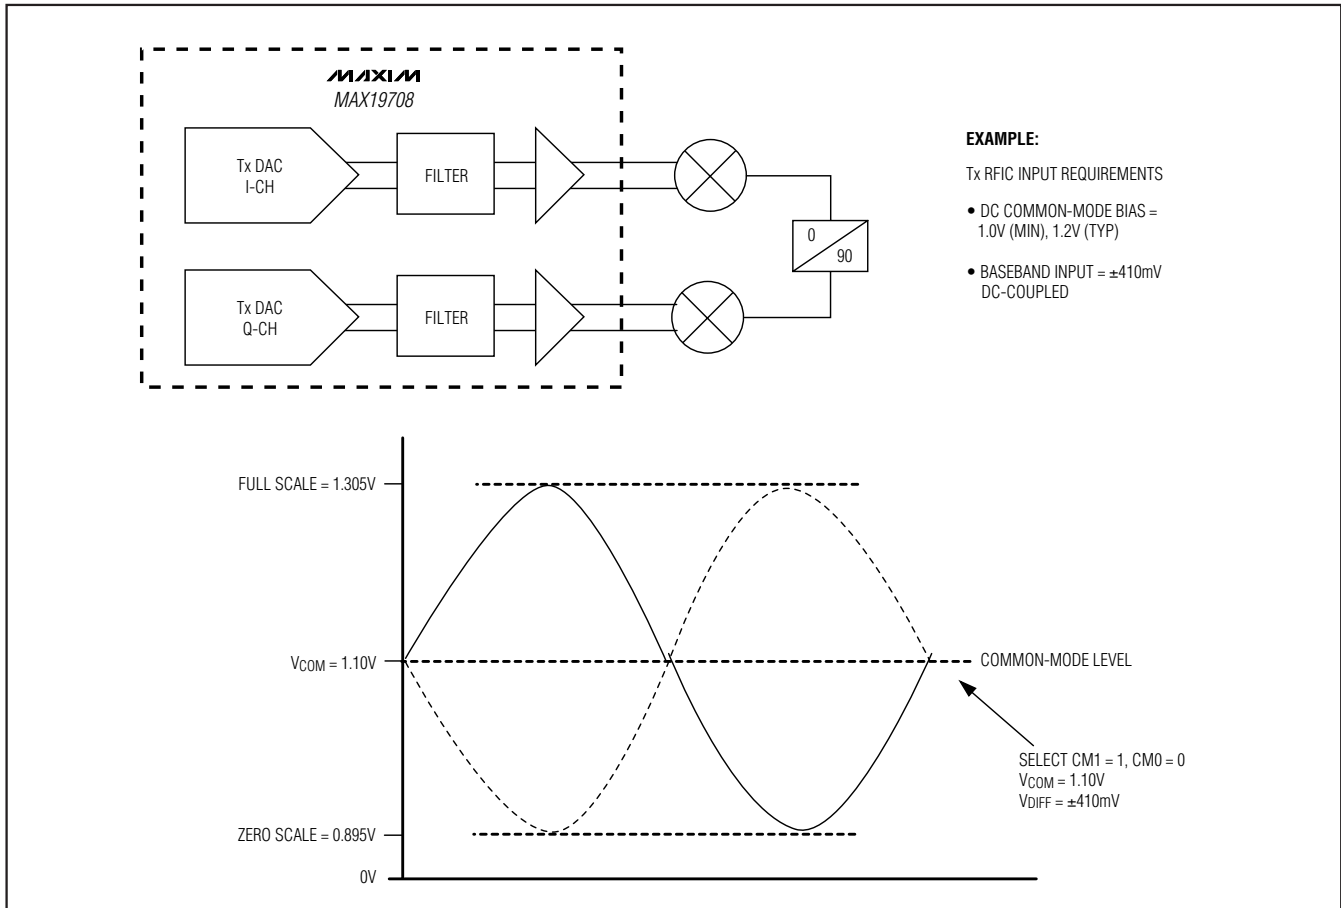 MAXIM
MAX19708
Tx DAC
I-CH
FILTER
Tx DAC
Q-CH
FILTER
0
90
EXAMPLE:
Tx RFIC INPUT REQUIREMENTS
• DC COMMON-MODE BIAS =
1.0V (MIN), 1.2V (TYP)
• BASEBAND INPUT = ±410mV
DC-COUPLED
FULL SCALE = 1.305V
VCOM = 1.10V
COMMON-MODE LEVEL
SELECT CM1 = 1, CM0 = 0
VCOM = 1.10V
VDIFF = ±410mV
ZERO SCALE = 0.895V
0V